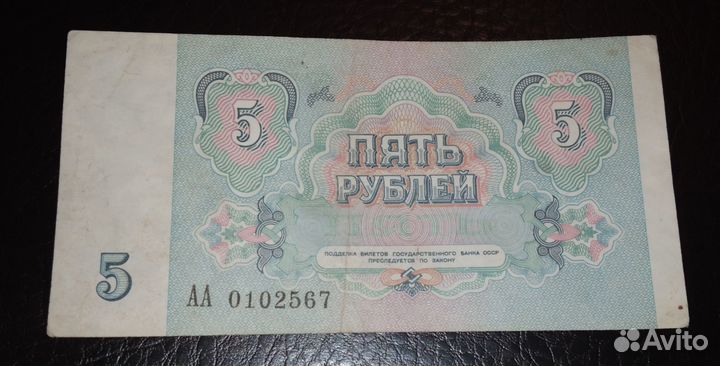 5
5
ПЯТЬ
РУБЛЕЙ
ПОДДЕЛКА БИЛЕТОВ ГОСУДАРСТВЕННОГО БАНКА СССР
ПРЕСЛЕДУЕТСЯ ПО ЗАКОНУ
5
АА 0102567
Avito